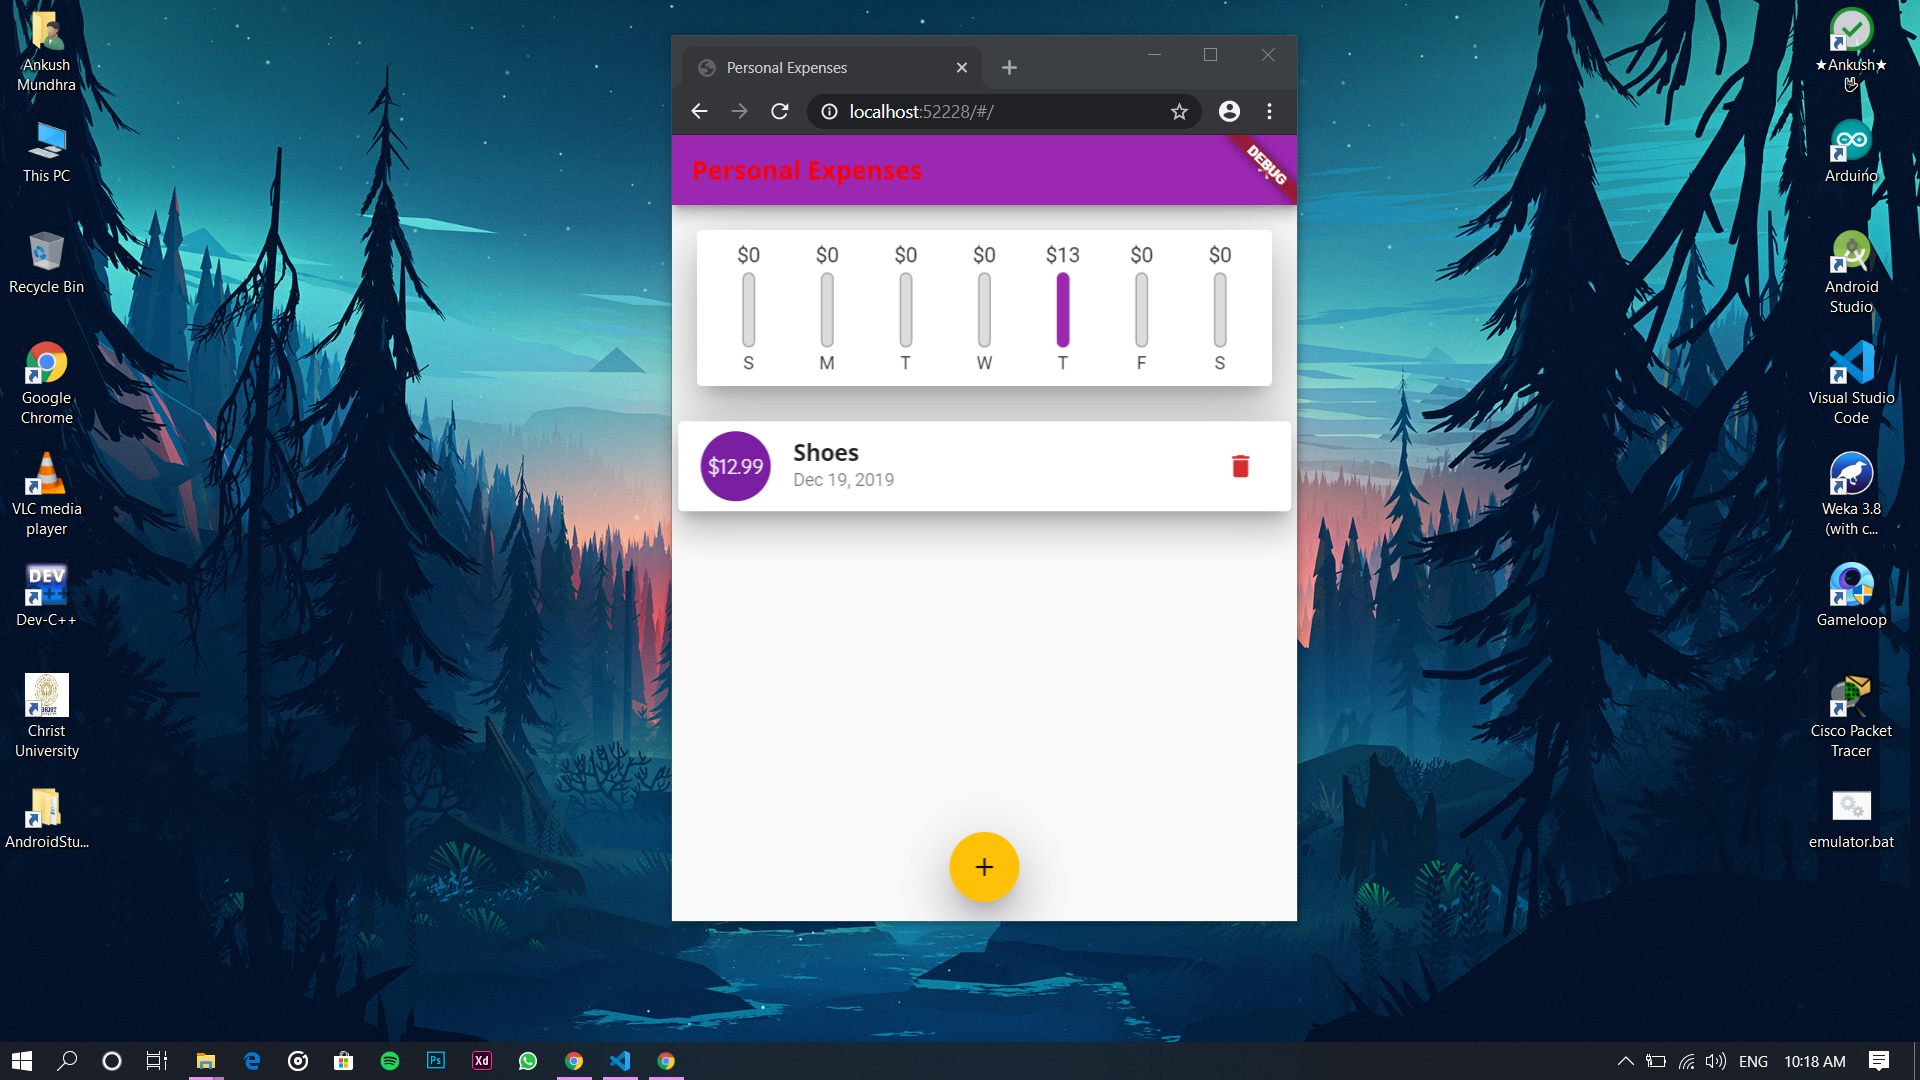 Ankush
Mundhra
This PC
Recycle Bin
Google
Chrome
VLC media
player
DEV
Dev-C++
Christ
University
AndroidStu...
Personal Expenses
localhost:52228/#/
Personal Expenses
DEBUG
$0 $0 $0 $0 $13 $0 $0
S M T W T F S
$12.99
Shoes
Dec 19, 2019
+
★Ankush★
🤘
Arduino
Android
Studio
Visual Studio
Code
Weka 3.8
(with c...
Gameloop
Cisco Packet
Tracer
emulator.bat
Ps
Xd
ENG
10:18 AM